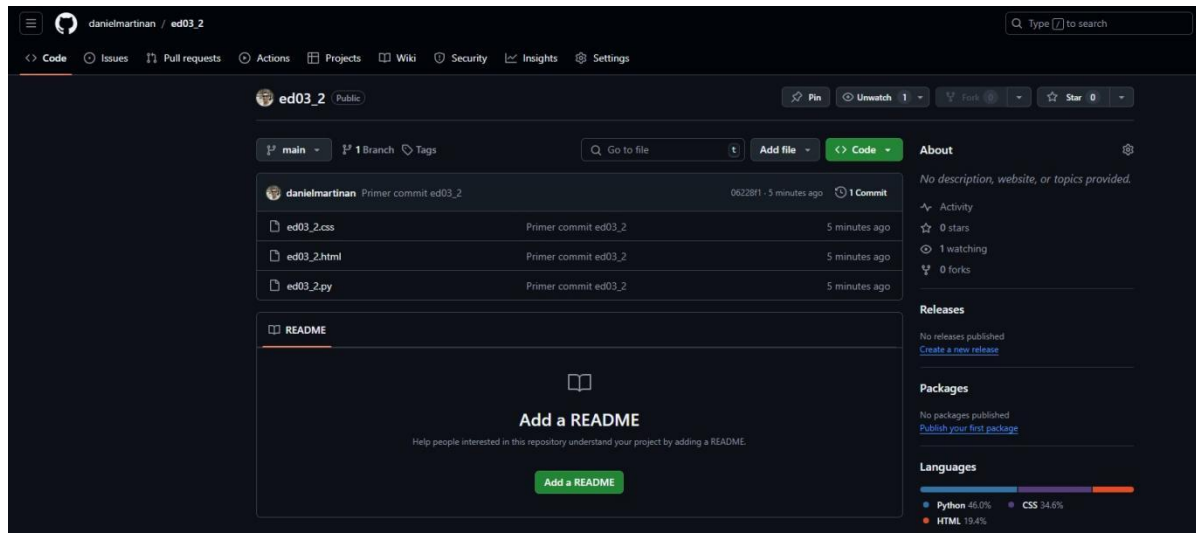 danielmartinan / ed03_2
Type / to search
Code Issues Pull requests Actions Projects Wiki Security Insights Settings
ed03_2 Public
Pin Unwatch 1 Fork 0 Star 0
main 1 Branch Tags Go to file t Add file Code
danielmartinan Primer commit ed03_2 06228f1 · 5 minutes ago 1 Commit
ed03_2.css Primer commit ed03_2 5 minutes ago
ed03_2.html Primer commit ed03_2 5 minutes ago
ed03_2.py Primer commit ed03_2 5 minutes ago
README
Add a README
Help people interested in this repository understand your project by adding a README.
Add a README
About
No description, website, or topics provided.
Activity
0 stars
1 watching
0 forks
Releases
No releases published
Create a new release
Packages
No packages published
Publish your first package
Languages
Python 46.0% CSS 34.6%
HTML 19.4%